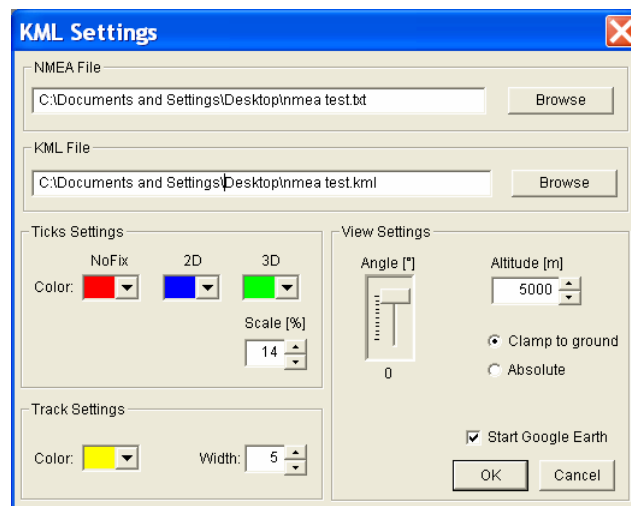 KML Settings
NMEA File
C:\Documents and Settings\Desktop\nmea test.txt
Browse
KML File
C:\Documents and Settings\Desktop\nmea test.kml
Browse
Ticks Settings
NoFix 2D 3D
Color:
Scale [%]
14
Track Settings
Color: Width: 5
View Settings
Angle [°] Altitude [m]
5000
Clamp to ground
Absolute
0
Start Google Earth
OK Cancel